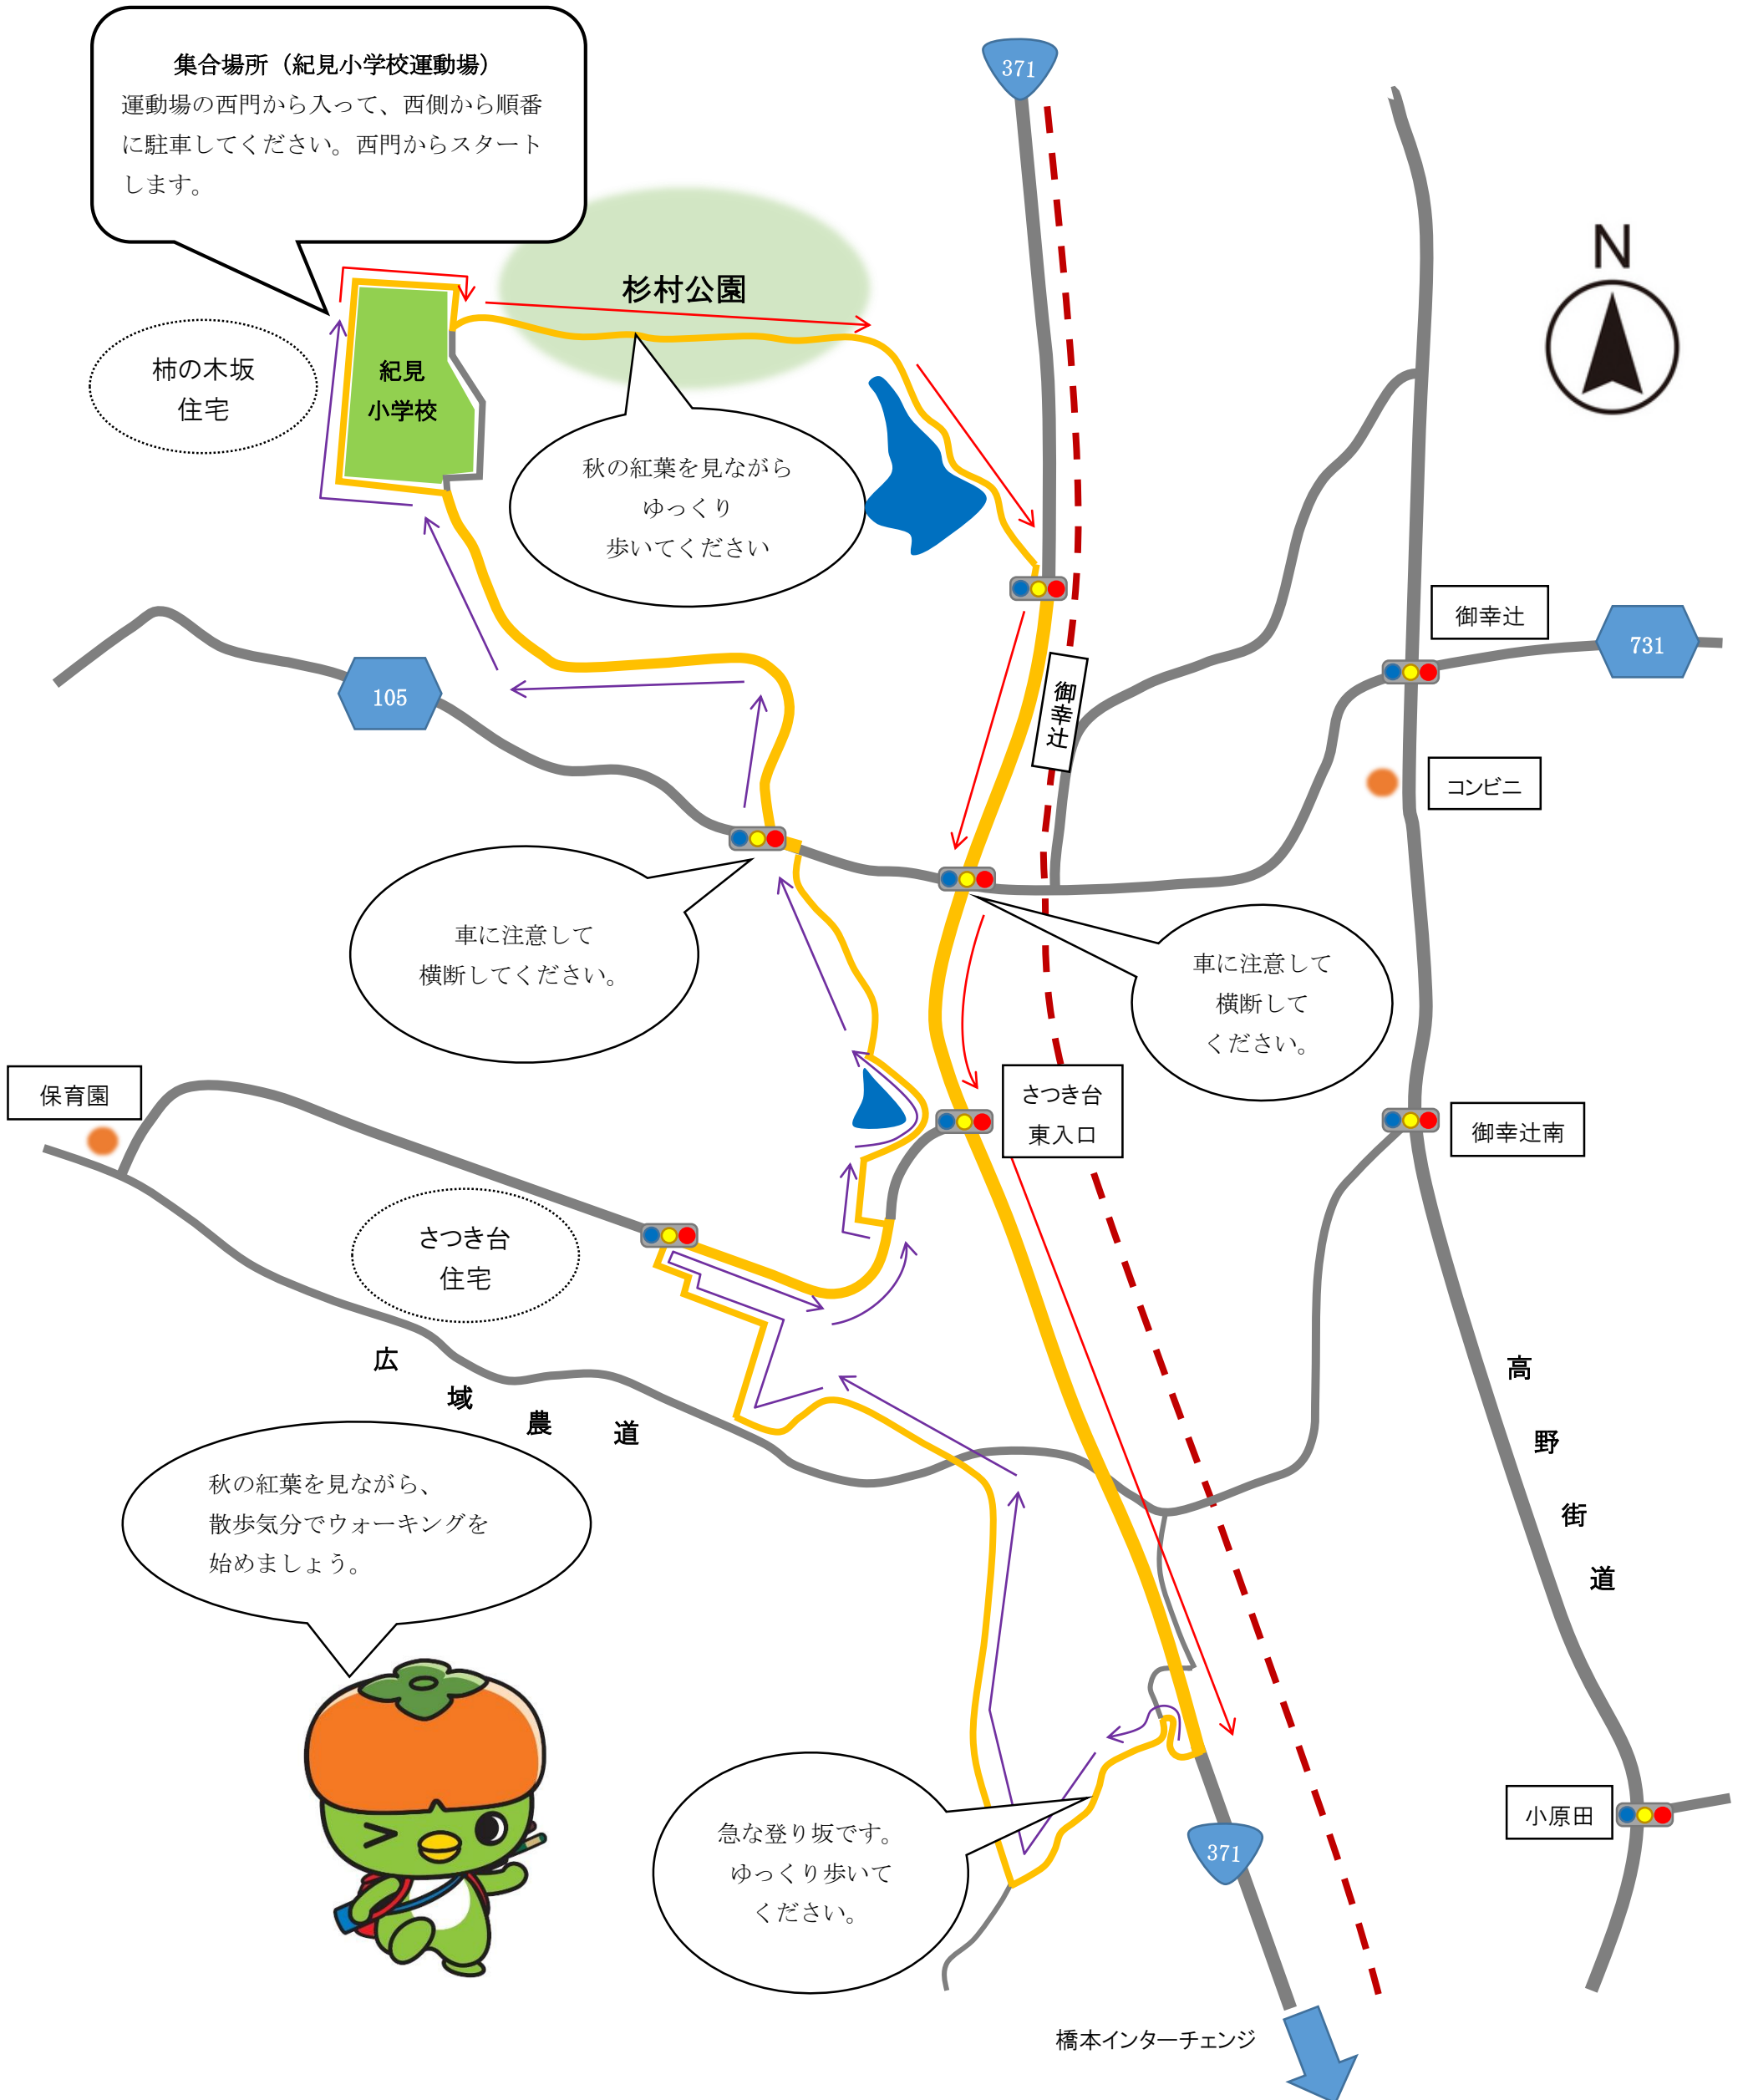 集合場所（紀見小学校運動場）
運動場の西門から入って、西側から順番
に駐車してください。西門からスタート
します。
371
N
杉村公園
柿の木坂
住宅
紀見
小学校
秋の紅葉を見ながら
ゆっくり
歩いてください
御幸辻
731
105
御幸辻
コンビニ
車に注意して
横断してください。
車に注意して
横断して
ください。
保育園
さつき台
東入口
御幸辻南
さつき台
住宅
広域農道
高野街道
秋の紅葉を見ながら、
散歩気分でウォーキングを
始めましょう。
急な登り坂です。
ゆっくり歩いて
ください。
小原田
371
橋本インターチェンジ